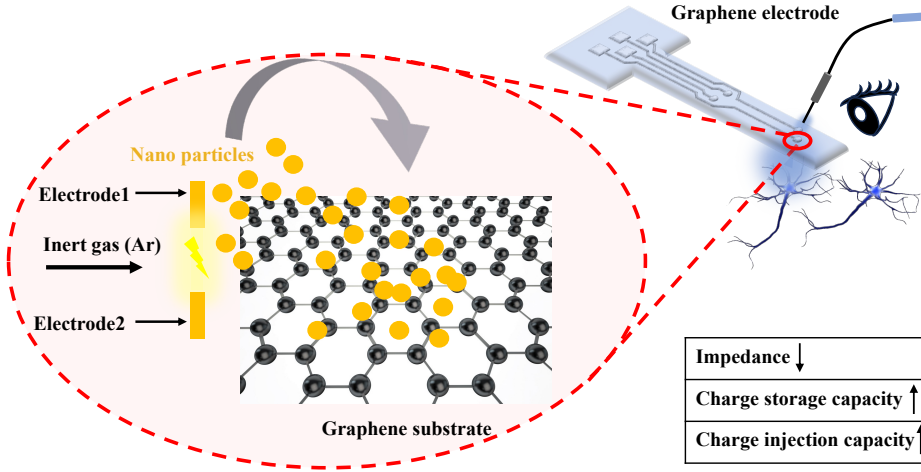 Graphene electrode
Nano particles
Electrode1
Inert gas (Ar)
Electrode2
Graphene substrate
Impedance ↓
Charge storage capacity ↑
Charge injection capacity ↑